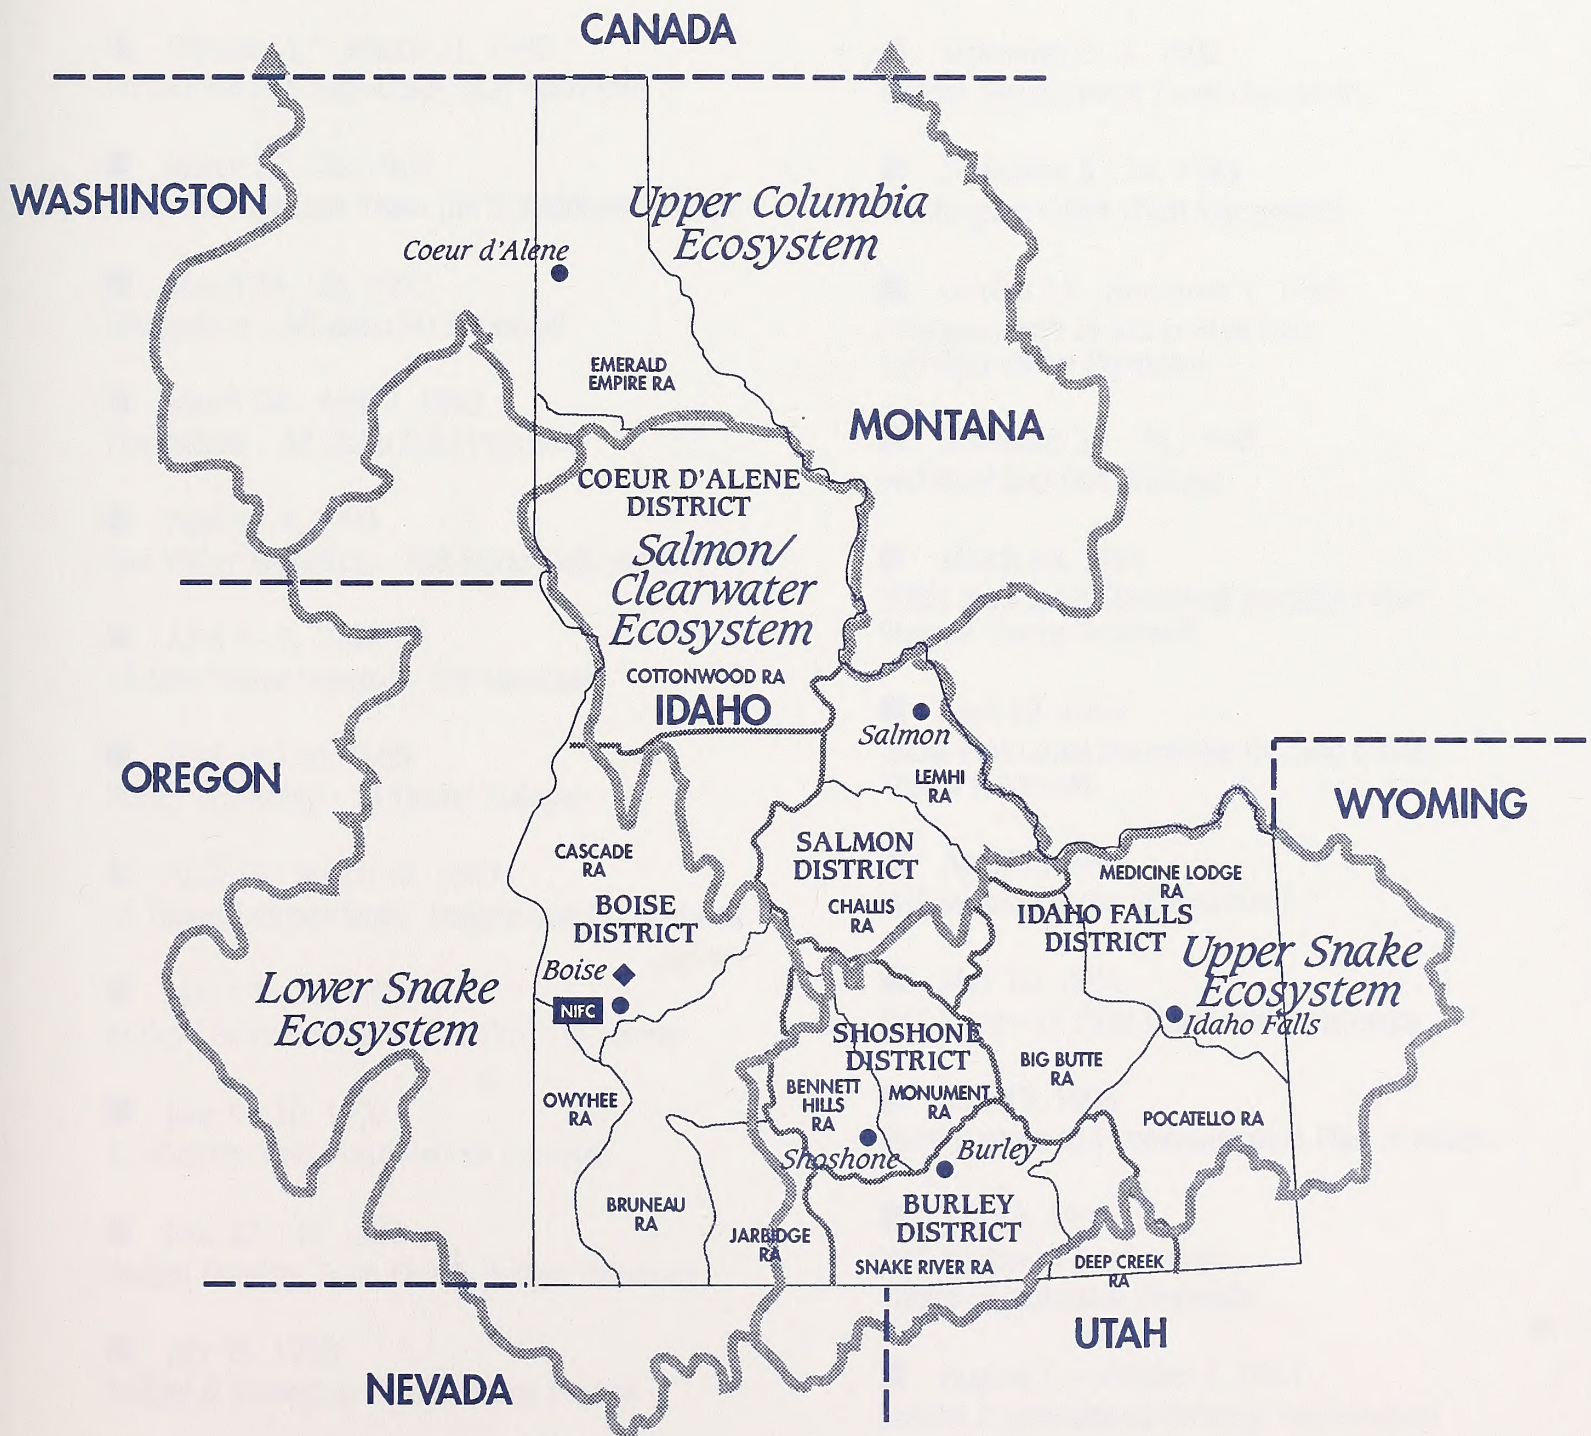 CANADA
WASHINGTON
Upper Columbia
Ecosystem
Coeur d'Alene
EMERALD
EMPIRE RA
MONTANA
COEUR D'ALENE
DISTRICT
Salmon/
Clearwater
Ecosystem
COTTONWOOD RA
IDAHO
Salmon
OREGON
LEMHI
RA
WYOMING
SALMON
DISTRICT
CASCADE
RA
MEDICINE LODGE
RA
BOISE
DISTRICT
CHALLIS
RA
IDAHO FALLS
DISTRICT
Upper Snake
Ecosystem
Boise
Lower Snake
Ecosystem
NIFC
Idaho Falls
SHOSHONE
DISTRICT
BIG BUTTE
RA
OWYHEE
RA
BENNETT
HILLS
RA
MONUMENT
RA
POCATELLO RA
Shoshone
Burley
BRUNEAU
RA
JARBIDGE
RA
BURLEY
DISTRICT
SNAKE RIVER RA
DEEP CREEK
RA
UTAH
NEVADA